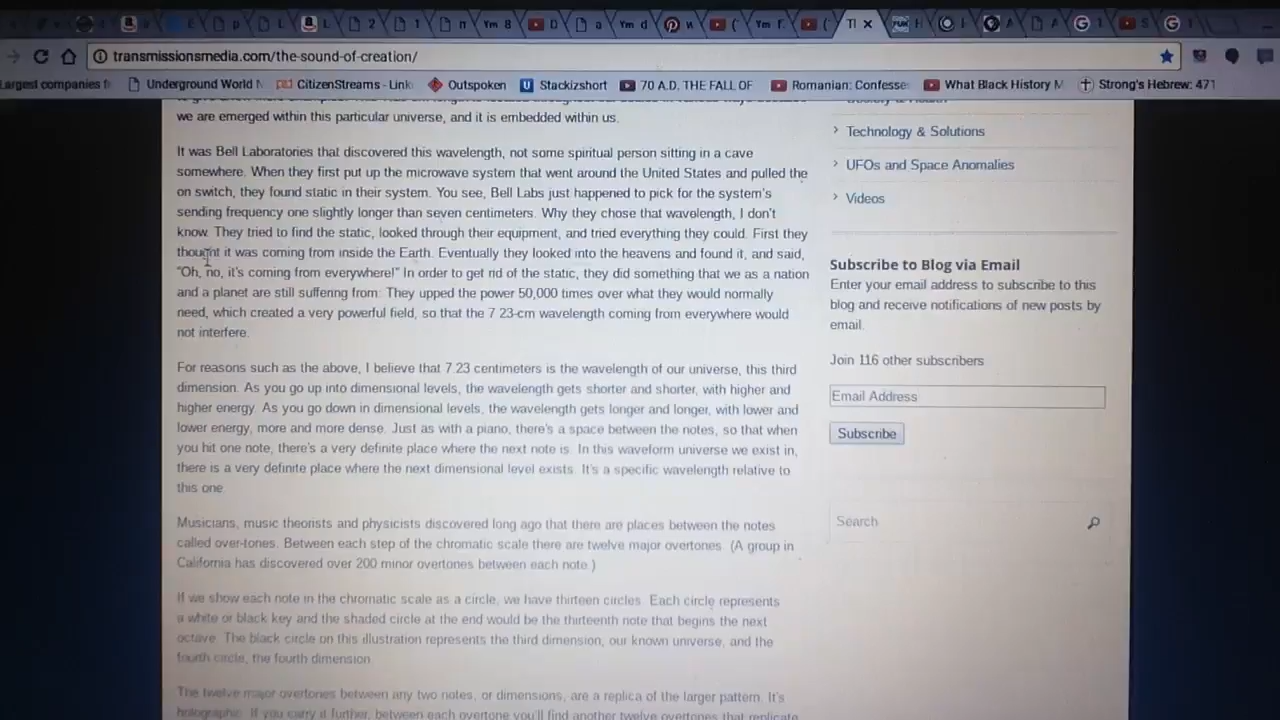 Ym 8
2
1
Ym d
Ym f
transmissionsmedia.com/the-sound-of-creation/
Largest companies
Underground World N
CitizenStreams - Link
Outspoken
Stackizshort
70 A.D. THE FALL OF
Romanian: Confesse
What Black History M
Strong's Hebrew: 471
we are emerged within this particular universe, and it is embedded within us.
It was Bell Laboratories that discovered this wavelength, not some spiritual person sitting in a cave
somewhere. When they first put up the microwave system that went around the United States and pulled the
on switch, they found static in their system. You see, Bell Labs just happened to pick for the system's
sending frequency one slightly longer than seven centimeters. Why they chose that wavelength, I don't
know. They tried to find the static, looked through their equipment, and tried everything they could. First they
thought it was coming from inside the Earth. Eventually they looked into the heavens and found it, and said,
"Oh, no, it's coming from everywhere!" In order to get rid of the static, they did something that we as a nation
and a planet are still suffering from: They upped the power 50,000 times over what they would normally
need, which created a very powerful field, so that the 7.23-cm wavelength coming from everywhere would
not interfere.
For reasons such as the above, I believe that 7.23 centimeters is the wavelength of our universe, this third
dimension. As you go up into dimensional levels, the wavelength gets shorter and shorter, with higher and
higher energy. As you go down in dimensional levels, the wavelength gets longer and longer, with lower and
lower energy, more and more dense. Just as with a piano, there's a space between the notes, so that when
you hit one note, there's a very definite place where the next note is. In this waveform universe we exist in,
there is a very definite place where the next dimensional level exists. It's a specific wavelength relative to
this one.
Musicians, music theorists and physicists discovered long ago that there are places between the notes
called over-tones. Between each step of the chromatic scale there are twelve major overtones. (A group in
California has discovered over 200 minor overtones between each note.)
If we show each note in the chromatic scale as a circle, we have thirteen circles. Each circle represents
a white or black key and the shaded circle at the end would be the thirteenth note that begins the next
octave. The black circle on this illustration represents the third dimension, our known universe, and the
fourth circle, the fourth dimension.
The twelve major overtones between any two notes, or dimensions, are a replica of the larger pattern. It's
holographic. If you carry it further, between each overtone you'll find another twelve overtones that replicate
Technology & Solutions
UFOs and Space Anomalies
Videos
Subscribe to Blog via Email
Enter your email address to subscribe to this
blog and receive notifications of new posts by
email.
Join 116 other subscribers
Email Address
Subscribe
Search